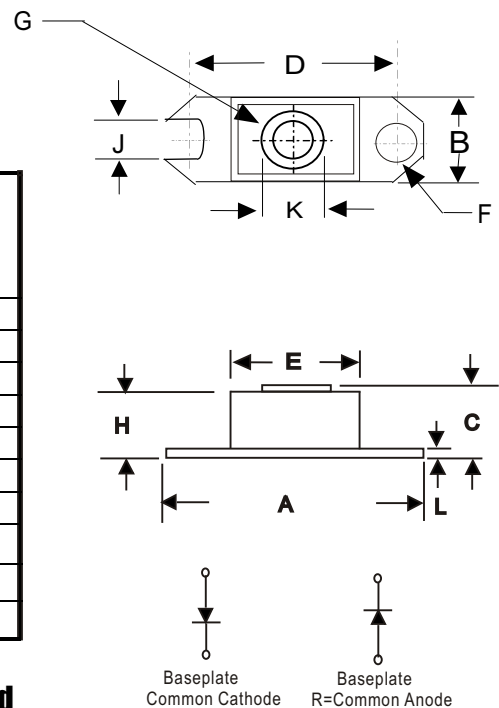 G
D
J
B
K
F
E
H
C
A
L
Baseplate
Common Cathode
Baseplate
R=Common Anode
d